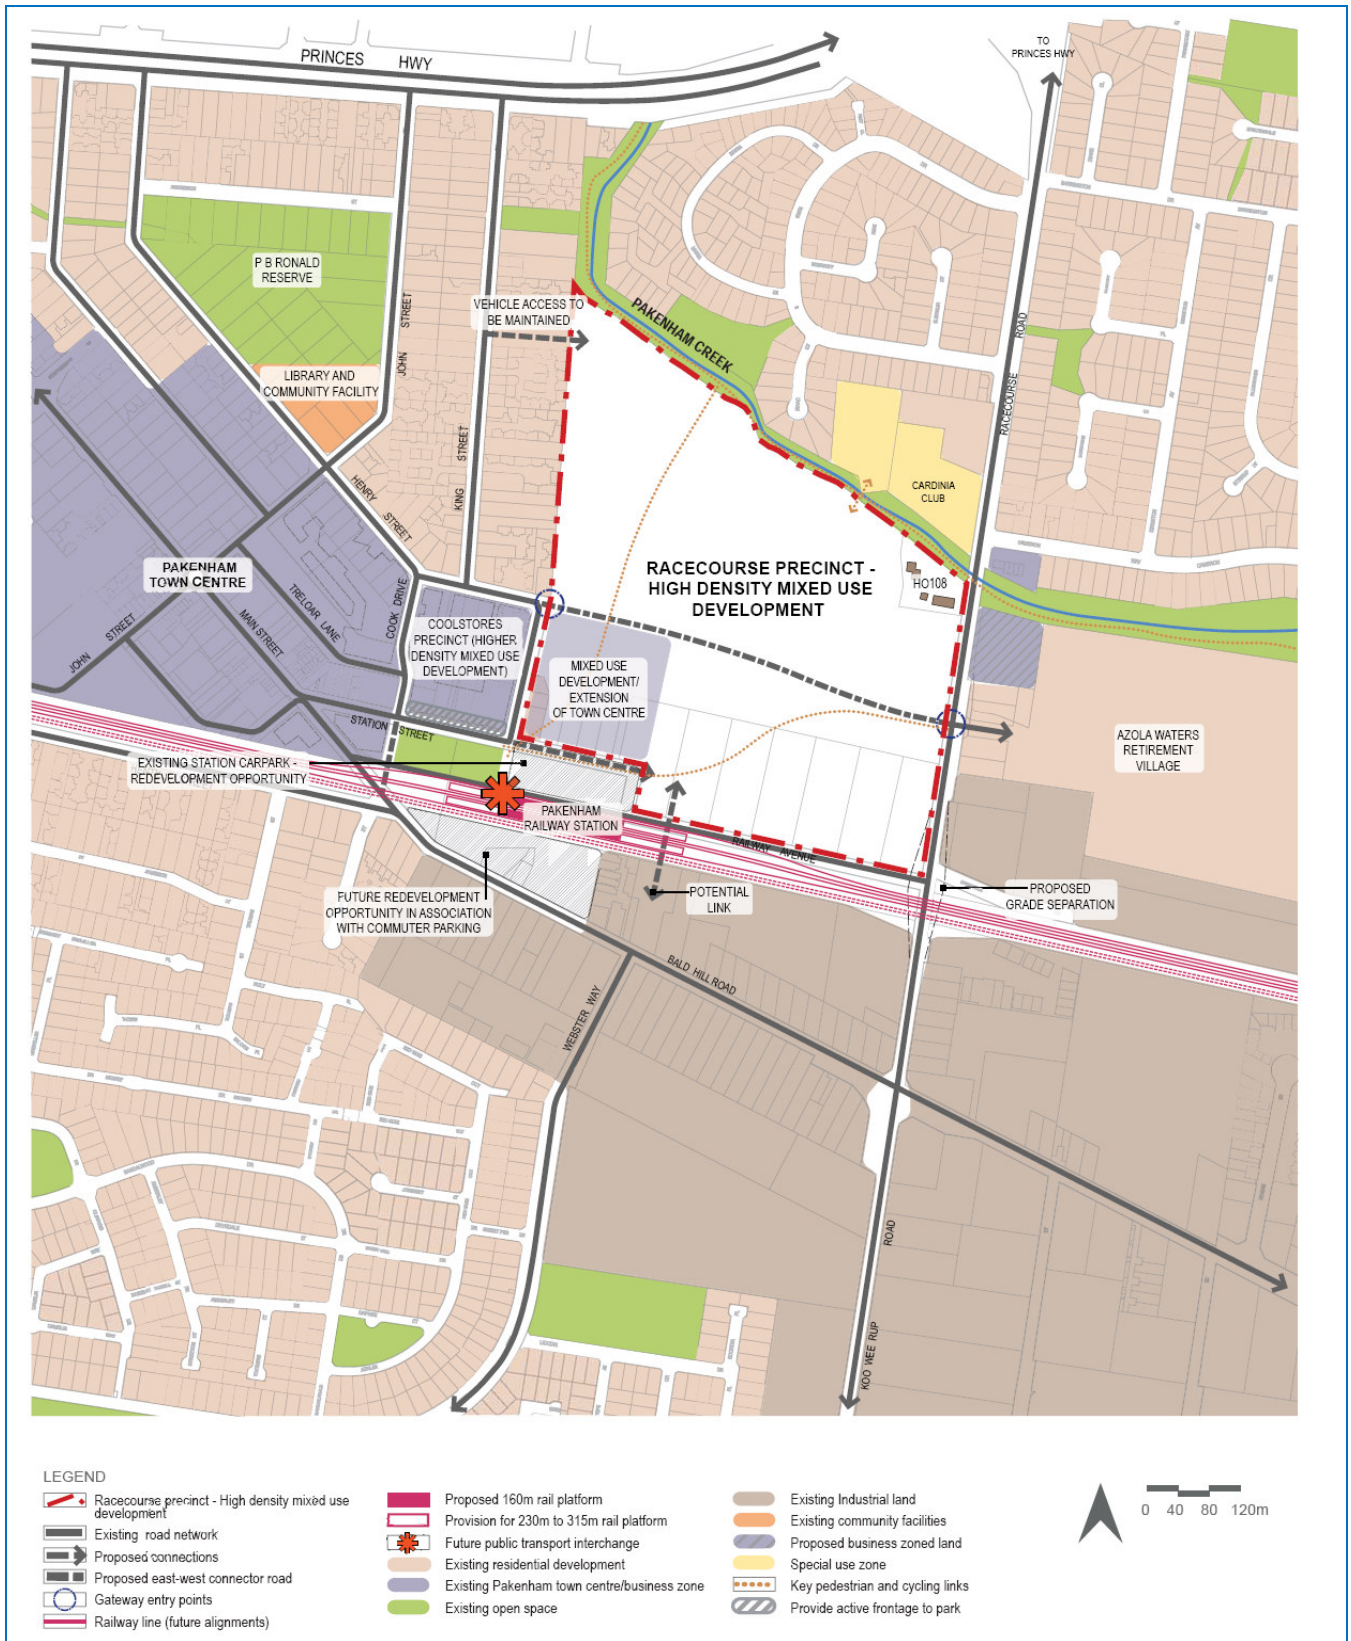 PRINCES HWY
TO
PRINCES HWY
P B RONALD
RESERVE
VEHICLE ACCESS TO
BE MAINTAINED
PAKENHAM CREEK
JOHN STREET
LIBRARY AND
COMMUNITY FACILITY
RACECOURSE ROAD
KING STREET
HENRY STREET
CARDINIA
CLUB
RACECOURSE PRECINCT -
HIGH DENSITY MIXED USE
DEVELOPMENT
HO108
PAKENHAM
TOWN CENTRE
TRELOAR LANE
MAIN STREET
COOK DRIVE
JOHN STREET
COOLSTORES
PRECINCT (HIGHER
DENSITY MIXED USE
DEVELOPMENT)
MIXED USE
DEVELOPMENT/
EXTENSION
OF TOWN CENTRE
STATION STREET
AZOLA WATERS
RETIREMENT
VILLAGE
EXISTING STATION CARPARK -
REDEVELOPMENT OPPORTUNITY
PAKENHAM
RAILWAY STATION
RAILWAY AVENUE
FUTURE REDEVELOPMENT
OPPORTUNITY IN ASSOCIATION
WITH COMMUTER PARKING
POTENTIAL
LINK
PROPOSED
GRADE SEPARATION
BALD HILL ROAD
WEBSTER WAY
KOO WEE RUP ROAD
LEGEND
Racecourse precinct - High density mixed use
development
Existing road network
Proposed connections
Proposed east-west connector road
Gateway entry points
Railway line (future alignments)
Proposed 160m rail platform
Provision for 230m to 315m rail platform
Future public transport interchange
Existing residential development
Existing Pakenham town centre/business zone
Existing open space
Existing Industrial land
Existing community facilities
Proposed business zoned land
Special use zone
Key pedestrian and cycling links
Provide active frontage to park
0 40 80 120m